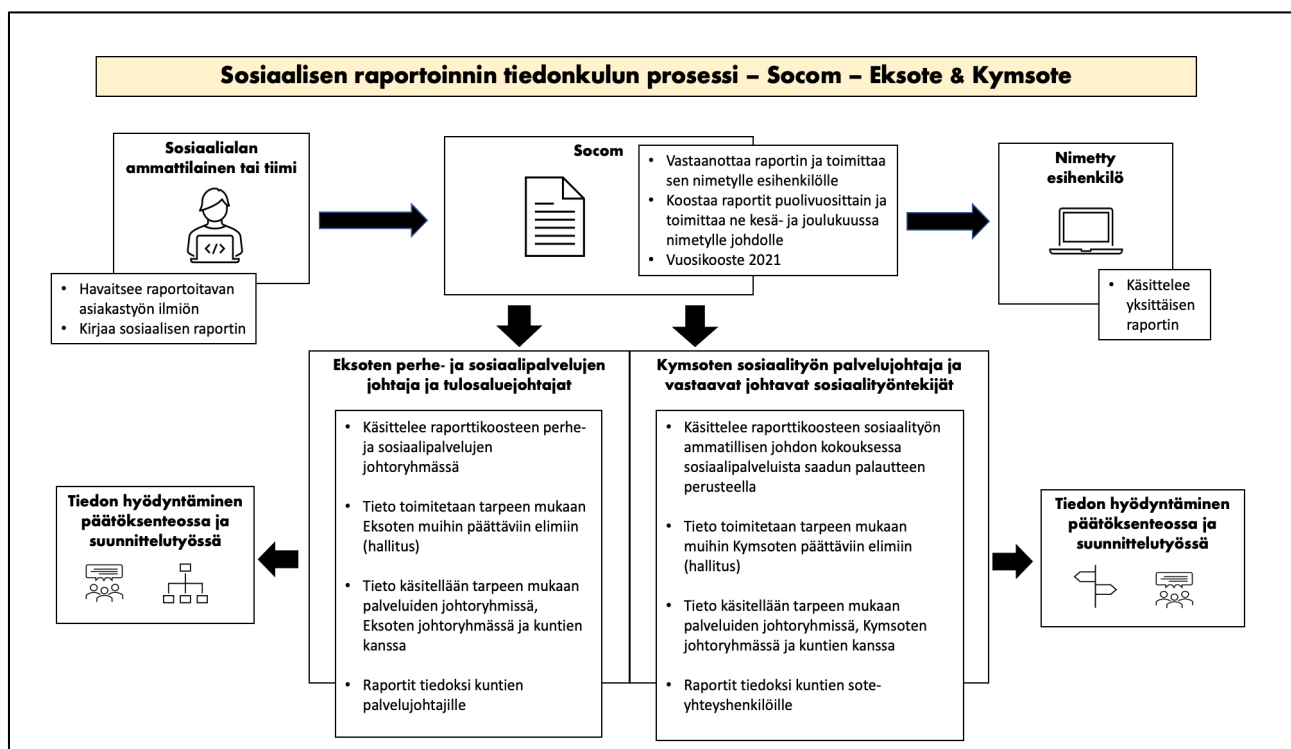 Sosiaalisen raportoinnin tiedonkulun prosessi – Socom – Eksote & Kymsote
Sosiaalialan
ammattilainen tai tiimi
</>
• Havaitsee raportoitavan
asiakastyön ilmiön
• Kirjaa sosiaalisen raportin
Socom
• Vastaanottaa raportin ja toimittaa
sen nimetylle esihenkilölle
• Koostaa raportit puolivuosittain ja
toimittaa ne kesä- ja joulukuussa
nimetylle johdolle
• Vuosikooste 2021
Nimetty
esihenkilö
• Käsittelee
yksittäisen
raportin
Eksoten perhe- ja sosiaalipalvelujen
johtaja ja tulosaluejohtajat
• Käsittelee raporttikoosteen perhe-
ja sosiaalipalvelujen
johtoryhmässä
• Tieto toimitetaan tarpeen mukaan
Eksoten muihin päättäviin elimiin
(hallitus)
• Tieto käsitellään tarpeen mukaan
palveluiden johtoryhmissä,
Eksoten johtoryhmässä ja kuntien
kanssa
• Raportit tiedoksi kuntien
palvelujohtajille
Kymsoten sosiaalityön palvelujohtaja ja
vastaavat johtavat sosiaalityöntekijät
• Käsittelee raporttikoosteen sosiaalityön
ammatillisen johdon kokouksessa
sosiaalipalveluista saadun palautteen
perusteella
• Tieto toimitetaan tarpeen mukaan
muihin Kymsoten päättäviin elimiin
(hallitus)
• Tieto käsitellään tarpeen mukaan
palveluiden johtoryhmissä, Kymsoten
johtoryhmässä ja kuntien kanssa
• Raportit tiedoksi kuntien sote-
yhteyshenkilöille
Tiedon hyödyntäminen
päätöksenteossa ja
suunnittelutyössä
Tiedon hyödyntäminen
päätöksenteossa ja
suunnittelutyössä